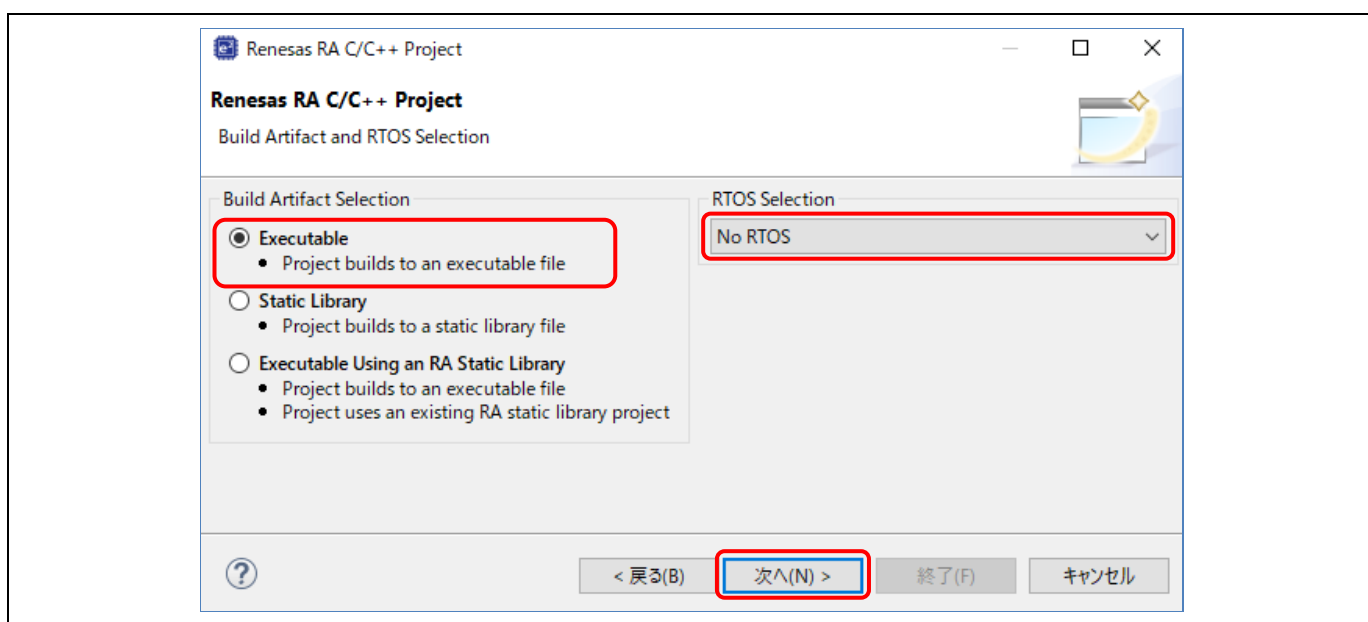 Renesas RA C/C++ Project
Renesas RA C/C++ Project
Build Artifact and RTOS Selection
Build Artifact Selection
Executable
• Project builds to an executable file
Static Library
• Project builds to a static library file
Executable Using an RA Static Library
• Project builds to an executable file
• Project uses an existing RA static library project
RTOS Selection
No RTOS
?
< 戻る(B)
次へ(N) >
終了(F)
キャンセル